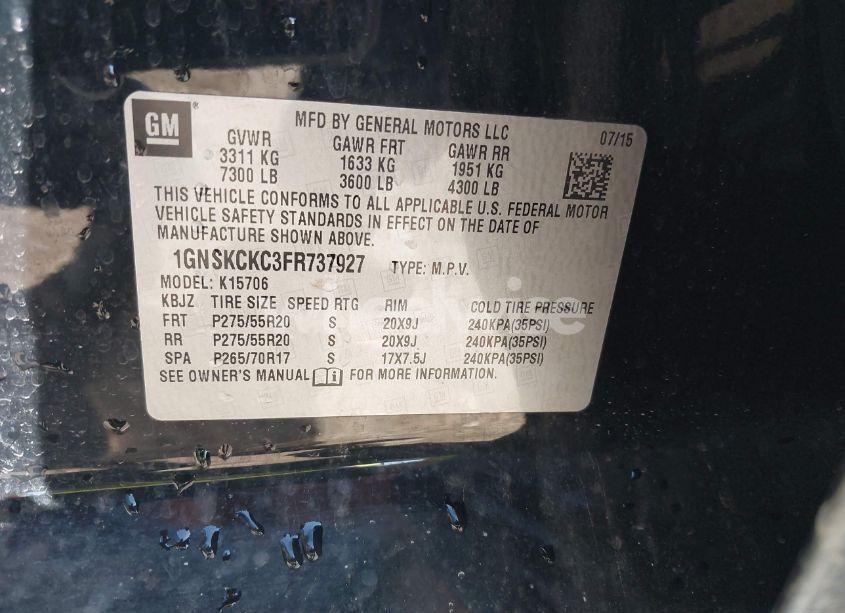 GM
®
MFD BY GENERAL MOTORS LLC
07/15
GVWR GAWR FRT GAWR RR
3311 KG 1633 KG 1951 KG
7300 LB 3600 LB 4300 LB
THIS VEHICLE CONFORMS TO ALL APPLICABLE U.S. FEDERAL MOTOR
VEHICLE SAFETY STANDARDS IN EFFECT ON THE DATE OF
MANUFACTURE SHOWN ABOVE.
1GNSKCKC3FR737927 TYPE: M.P.V.
MODEL: K15706
KBJZ TIRE SIZE SPEED RTG RIM COLD TIRE PRESSURE
FRT P275/55R20 S 20X9J 240KPA(35PSI)
RR P275/55R20 S 20X9J 240KPA(35PSI)
SPA P265/70R17 S 17X7.5J 240KPA(35PSI)
SEE OWNER'S MANUAL FOR MORE INFORMATION.